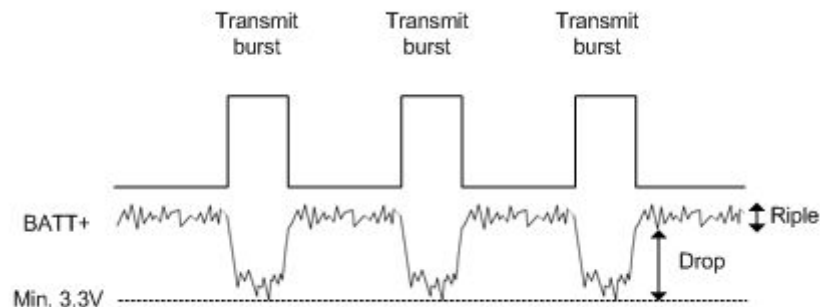 Transmit
burst
Transmit
burst
Transmit
burst
BATT+
Riple
Drop
Min. 3.3V